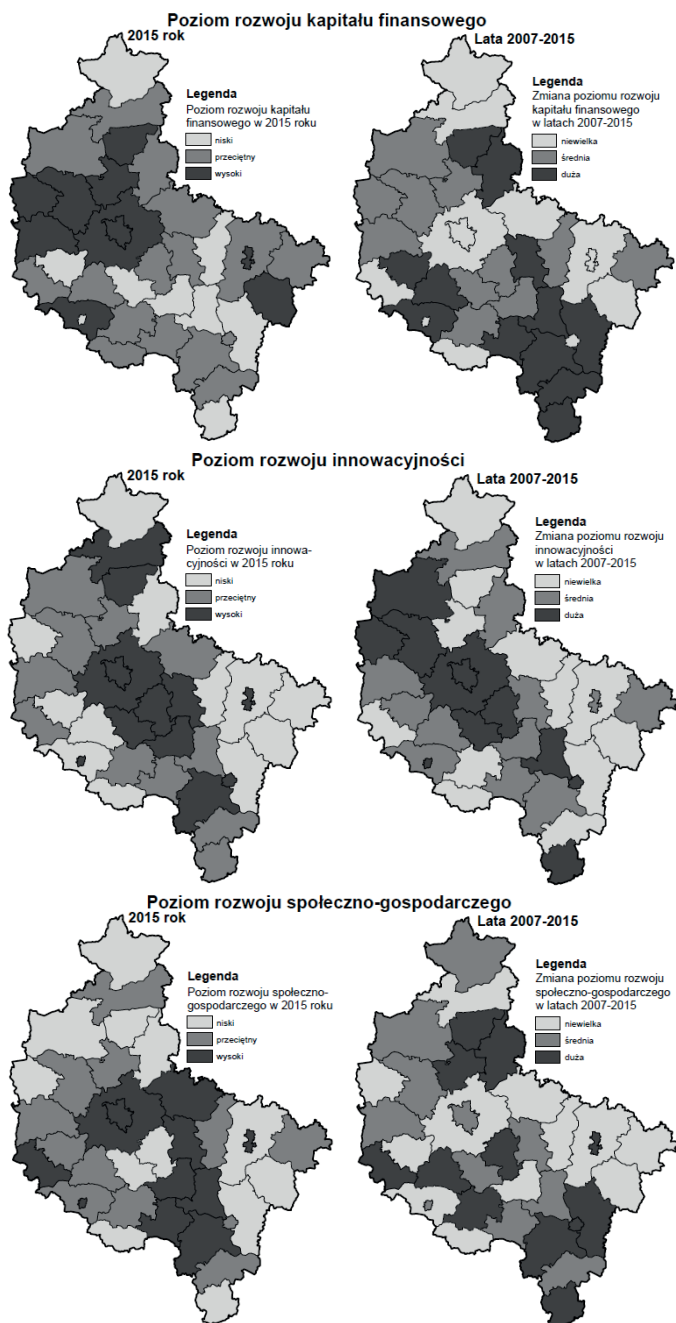 Poziom rozwoju kapitału finansowego
2015 rok
Legenda
Poziom rozwoju kapitału
finansowego w 2015 roku
niski
przeciętny
wysoki
Lata 2007-2015
Legenda
Zmiana poziomu rozwoju
kapitału finansowego
w latach 2007-2015
niewielka
średnia
duża
Poziom rozwoju innowacyjności
2015 rok
Legenda
Poziom rozwoju innowa-
cyjności w 2015 roku
niski
przeciętny
wysoki
Lata 2007-2015
Legenda
Zmiana poziomu rozwoju
innowacyjności
w latach 2007-2015
niewielka
średnia
duża
Poziom rozwoju społeczno-gospodarczego
2015 rok
Legenda
Poziom rozwoju społeczno-
gospodarczego w 2015 roku
niski
przeciętny
wysoki
Lata 2007-2015
Legenda
Zmiana poziomu rozwoju
społeczno-gospodarczego
w latach 2007-2015
niewielka
średnia
duża